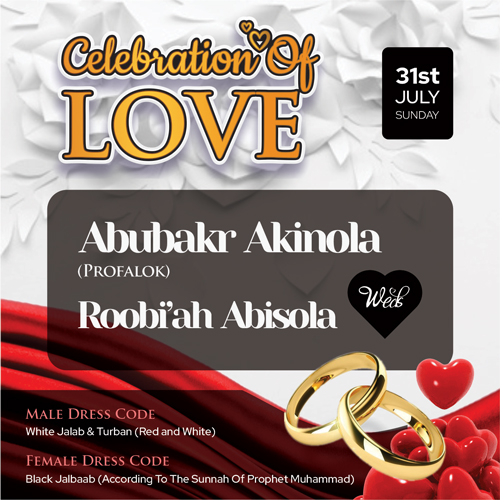 Celebration Of
LOVE
31st
JULY
SUNDAY
Abubakr Akinola
(PROFALOK)
Weds
Roobi'ah Abisola
MALE DRESS CODE
White Jalab & Turban (Red and White)
FEMALE DRESS CODE
Black Jalbaab (According To The Sunnah Of Prophet Muhammad)